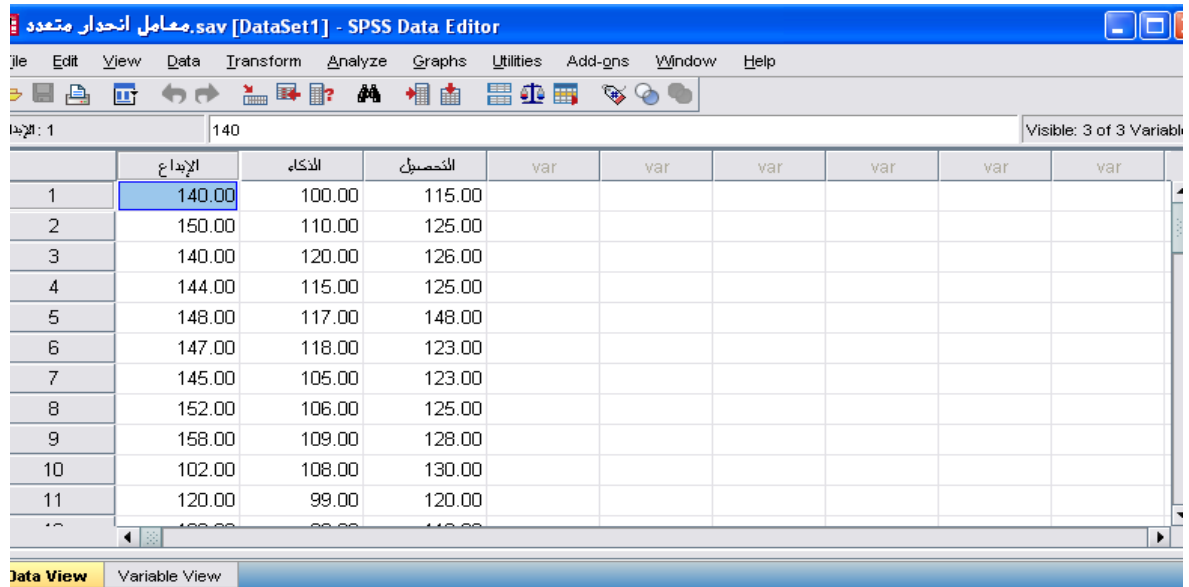 معامل انحدار متعدد.sav [DataSet1] - SPSS Data Editor
ile Edit View Data Transform Analyze Graphs Utilities Add-ons Window Help
1 : الإبدا 140 Visible: 3 of 3 Variabl
الإبداع الذكاء التحصيل var var var var var var
1 140.00 100.00 115.00
2 150.00 110.00 125.00
3 140.00 120.00 126.00
4 144.00 115.00 125.00
5 148.00 117.00 148.00
6 147.00 118.00 123.00
7 145.00 105.00 123.00
8 152.00 106.00 125.00
9 158.00 109.00 128.00
10 102.00 108.00 130.00
11 120.00 99.00 120.00
Data View Variable View